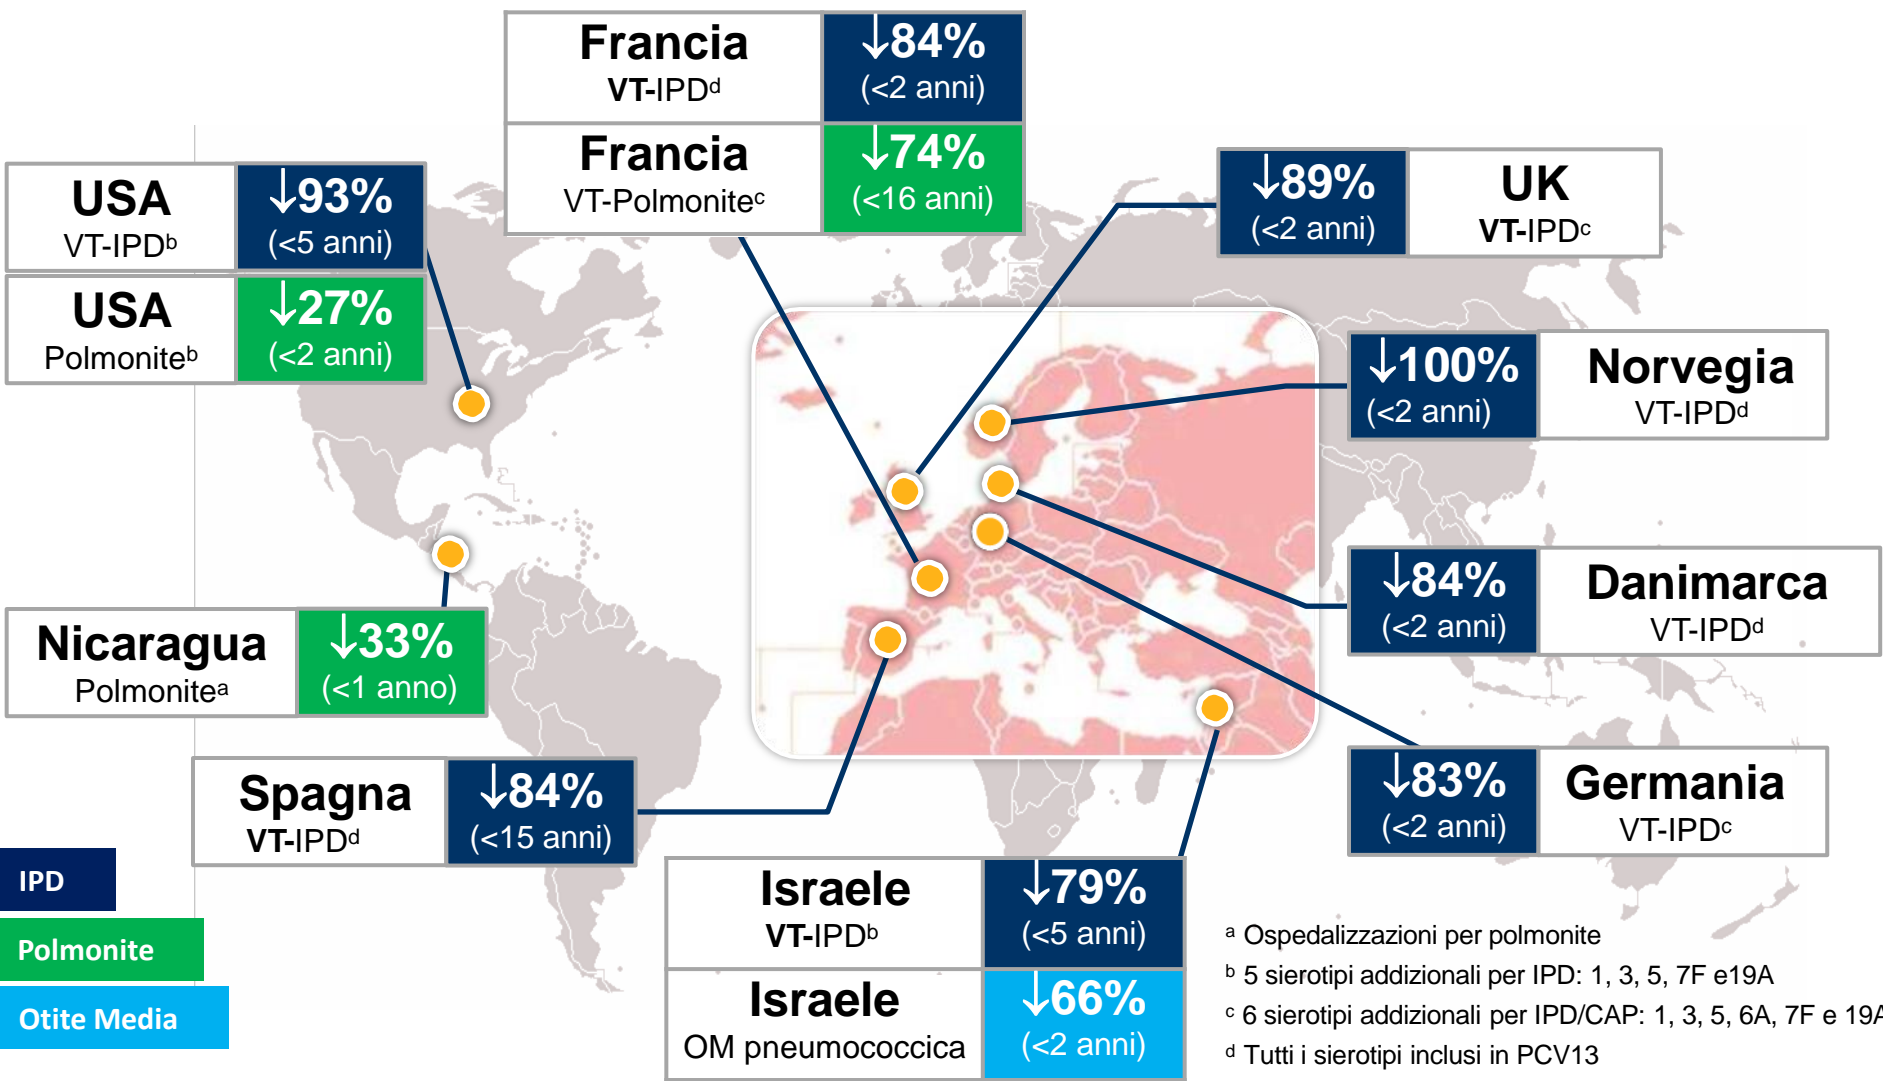 Francia
VT-IPDᵈ
↓84%
(<2 anni)
Francia
VT-Polmoniteᶜ
↓74%
(<16 anni)
USA
VT-IPDᵇ
↓93%
(<5 anni)
USA
Polmoniteᵇ
↓27%
(<2 anni)
↓89%
(<2 anni)
UK
VT-IPDᶜ
↓100%
(<2 anni)
Norvegia
VT-IPDᵈ
↓84%
(<2 anni)
Danimarca
VT-IPDᵈ
Nicaragua
Polmoniteᵃ
↓33%
(<1 anno)
Spagna
VT-IPDᵈ
↓84%
(<15 anni)
↓83%
(<2 anni)
Germania
VT-IPDᶜ
Israele
VT-IPDᵇ
↓79%
(<5 anni)
Israele
OM pneumococcica
↓66%
(<2 anni)
IPD
Polmonite
Otite Media
ᵃ Ospedalizzazioni per polmonite
ᵇ 5 sierotipi addizionali per IPD: 1, 3, 5, 7F e19A
ᶜ 6 sierotipi addizionali per IPD/CAP: 1, 3, 5, 6A, 7F e 19A
ᵈ Tutti i sierotipi inclusi in PCV13